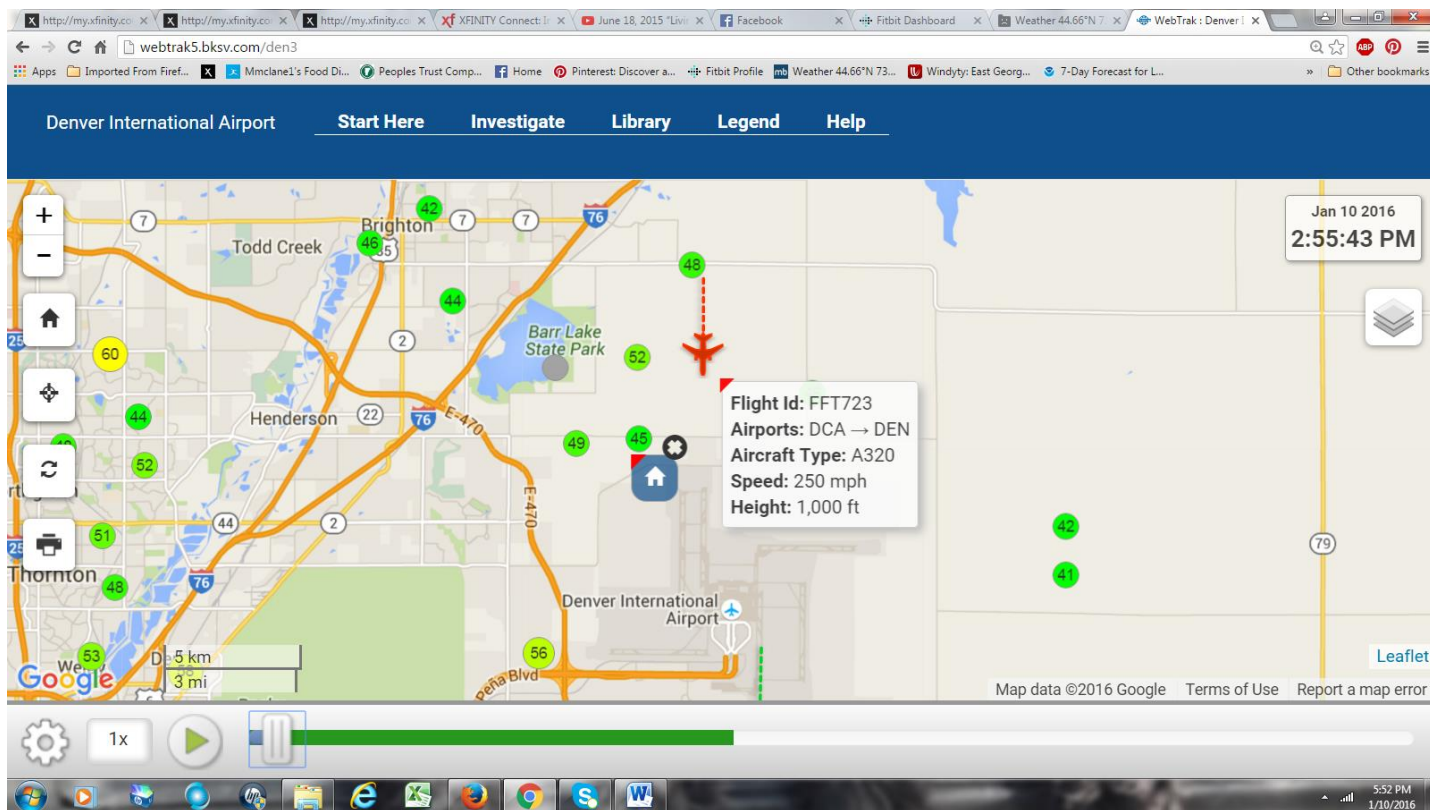 http://my.xfinity.co
http://my.xfinity.co
http://my.xfinity.co
XFINITY Connect: I
June 18, 2015 "Livi
Facebook
Fitbit Dashboard
Weather 44.66°N 7
WebTrak : Denver I
webtrak5.bksv.com/den3
Apps
Imported From Firef...
Mmclane1's Food Di...
Peoples Trust Comp...
Home
Pinterest: Discover a...
Fitbit Profile
Weather 44.66°N 73...
Windyty: East Georg...
7-Day Forecast for L...
»
Other bookmarks
Denver International Airport
Start Here
Investigate
Library
Legend
Help
+
−
7
Todd Creek
Brighton
42
46
85
7
7
76
48
Jan 10 2016
2:55:43 PM
44
25
60
2
Barr Lake
State Park
52
44
Henderson
22
76
E-470
49
45
Flight Id: FFT723
Airports: DCA → DEN
Aircraft Type: A320
Speed: 250 mph
Height: 1,000 ft
52
E-470
51
44
2
42
79
25
Thornton
48
76
41
Denver International
Airport
53
56
5 km
3 mi
Peña Blvd
Google
Leaflet
Map data ©2016 Google
Terms of Use
Report a map error
1x
5:52 PM
1/10/2016